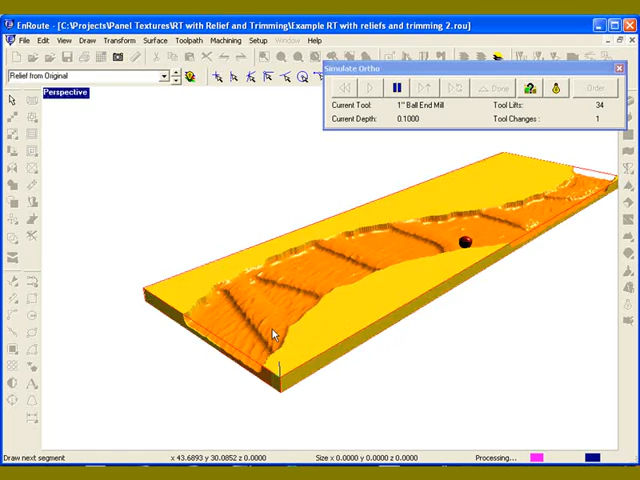 EnRoute - [C:\Projects\Panel Textures\RT with Relief and Trimming\Example RT with reliefs and trimming 2.rou]
File Edit View Draw Transform Surface Texture Toolpath Machining Setup Window Help
Relief from Original
Simulate Ortho
Done
Order
Current Tool: 1" Ball End Mill Tool Lifts: 34
Current Depth: 0.1000 Tool Changes : 1
Perspective
Draw next segment x 43.6893 y 30.0852 z 0.0000 Size x 0.0000 y 0.0000 z 0.0000 Processing...